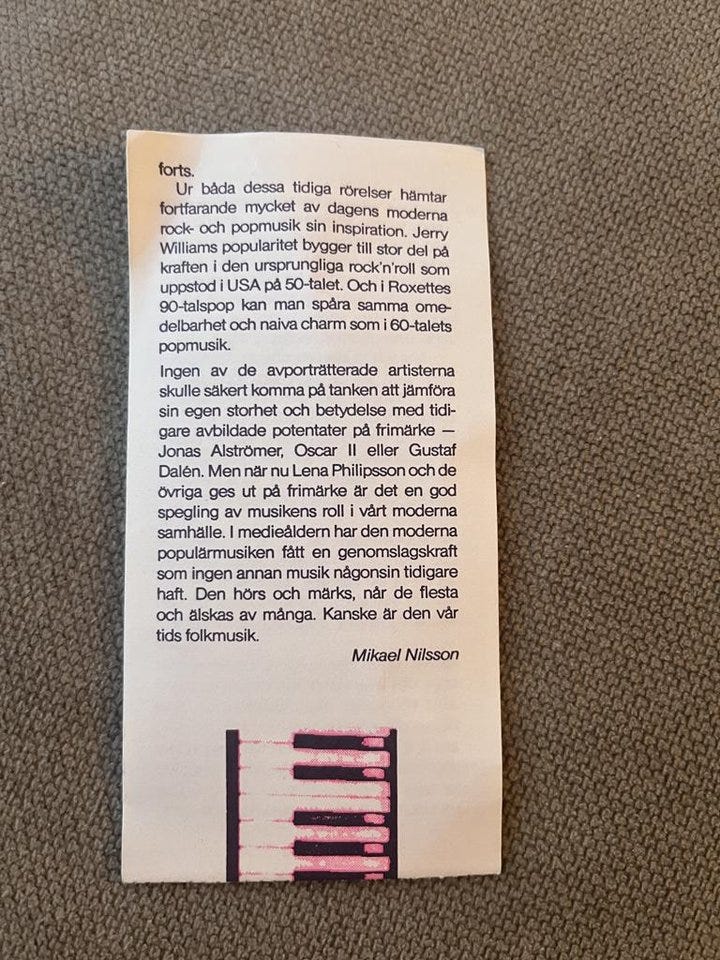 forts.
Ur båda dessa tidiga rörelser hämtar
fortfarande mycket av dagens moderna
rock- och popmusik sin inspiration. Jerry
Williams popularitet bygger till stor del på
kraften i den ursprungliga rock'n'roll som
uppstod i USA på 50-talet. Och i Roxettes
90-talspop kan man spåra samma ome-
delbarhet och naiva charm som i 60-talets
popmusik.
Ingen av de avporträtterade artisterna
skulle säkert komma på tanken att jämföra
sin egen storhet och betydelse med tidi-
gare avbildade potentater på frimärke —
Jonas Alströmer, Oscar II eller Gustaf
Dalén. Men när nu Lena Philipsson och de
övriga ges ut på frimärke är det en god
spegling av musikens roll i vårt moderna
samhälle. I medieåldern har den moderna
populärmusiken fått en genomslagskraft
som ingen annan musik någonsin tidigare
haft. Den hörs och märks, når de flesta
och älskas av många. Kanske är den vår
tids folkmusik.
Mikael Nilsson